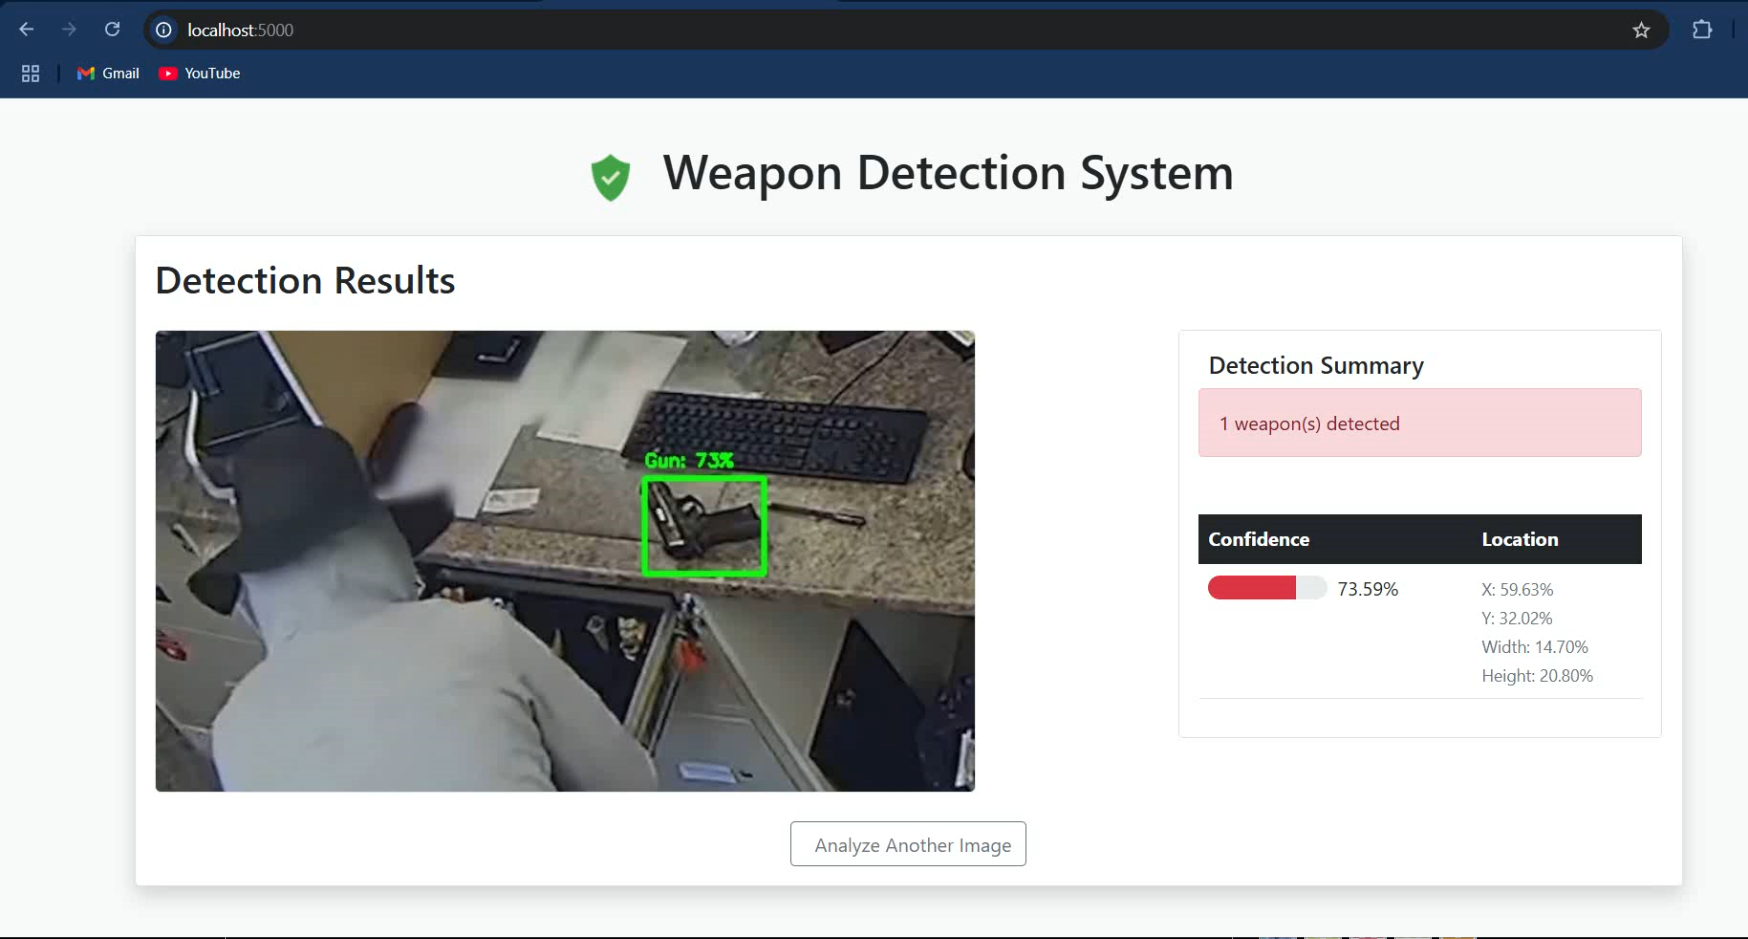 localhost:5000
Gmail
YouTube
Weapon Detection System
Detection Results
Gun: 73%
Detection Summary
1 weapon(s) detected
Confidence Location
73.59% X: 59.63%
Y: 32.02%
Width: 14.70%
Height: 20.80%
Analyze Another Image